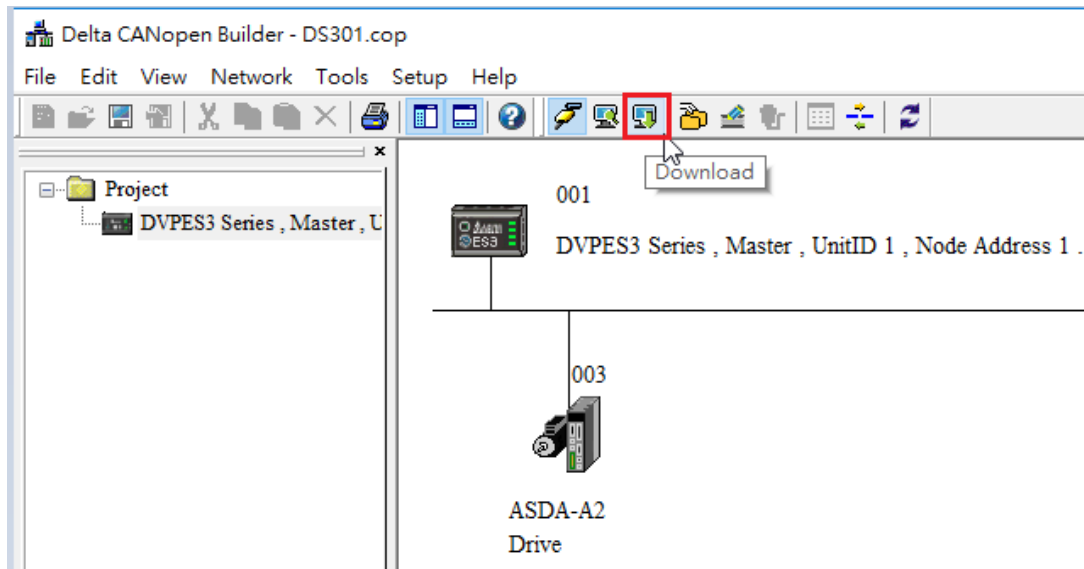 Delta CANopen Builder - DS301.cop
File Edit View Network Tools Setup Help
Download
Project
DVPES3 Series , Master , U
001
DVPES3 Series , Master , UnitID 1 , Node Address 1 .
ES3
003
ASDA-A2
Drive